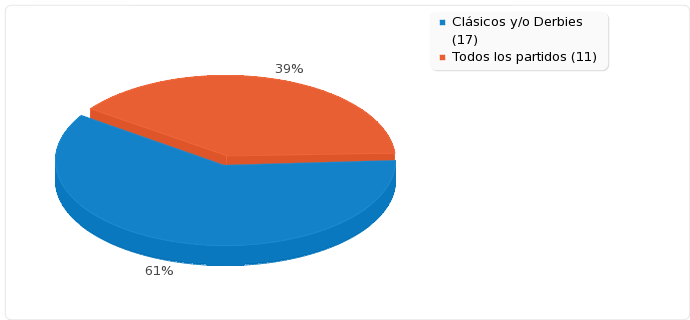 Clásicos y/o Derbies
(17)
Todos los partidos (11)
39%
61%